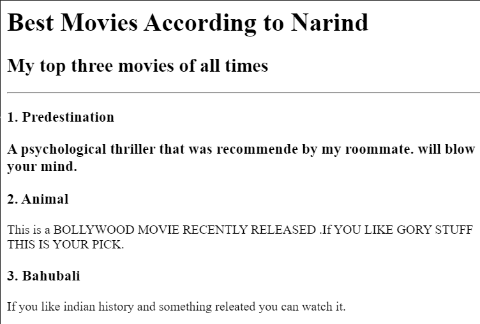 Best Movies According to Narind
My top three movies of all times
1. Predestination
A psychological thriller that was recommende by my roommate. will blow
your mind.
2. Animal
This is a BOLLYWOOD MOVIE RECENTLY RELEASED .If YOU LIKE GORY STUFF
THIS IS YOUR PICK.
3. Bahubali
If you like indian history and something releated you can watch it.